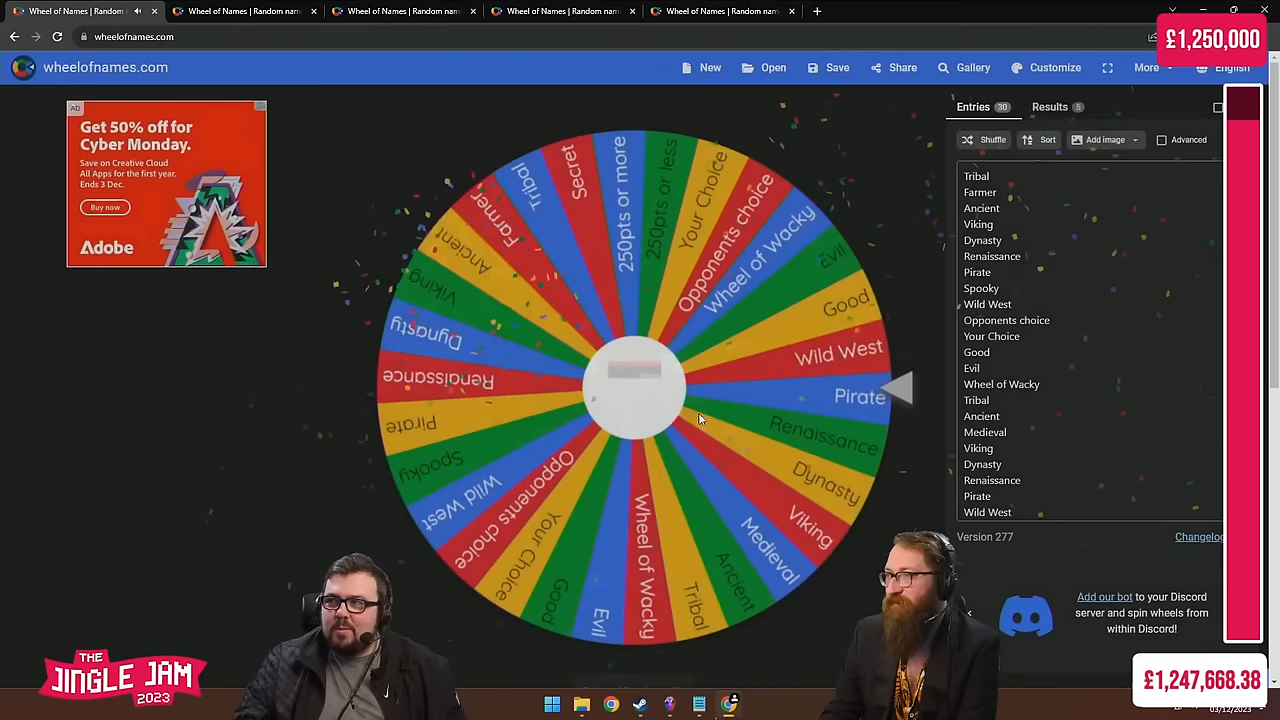 Wheel of Names | Random
Wheel of Names | Random nam
Wheel of Names | Random nam
Wheel of Names | Random nam
Wheel of Names | Random nam
wheelofnames.com
£1,250,000
wheelofnames.com
New
Open
Save
Share
Gallery
Customize
More
English
AD
Get 50% off for
Cyber Monday.
Save on Creative Cloud
All Apps for the first year.
Ends 3 Dec.
Buy now
Adobe
Entries 30
Results 5
Shuffle
Sort
Add image
Advanced
Tribal
Farmer
Ancient
Viking
Dynasty
Renaissance
Pirate
Spooky
Wild West
Opponents choice
Your Choice
Good
Evil
Wheel of Wacky
Tribal
Ancient
Medieval
Viking
Dynasty
Renaissance
Pirate
Wild West
250pts or more
250pts or less
Your Choice
Opponents choice
Wheel of Wacky
Evil
Good
Wild West
Pirate
Renaissance
Dynasty
Viking
Medieval
Ancient
Tribal
Wheel of Wacky
Evil
Good
Your Choice
Opponents choice
Wild West
Spooky
Pirate
Renaissance
Dynasty
Viking
Ancient
Farmer
Tribal
Secret
Version 277
Changelog
Add our bot to your Discord
server and spin wheels from
within Discord!
THE
JINGLE JAM
2023
£1,247,668.38
03/12/2023